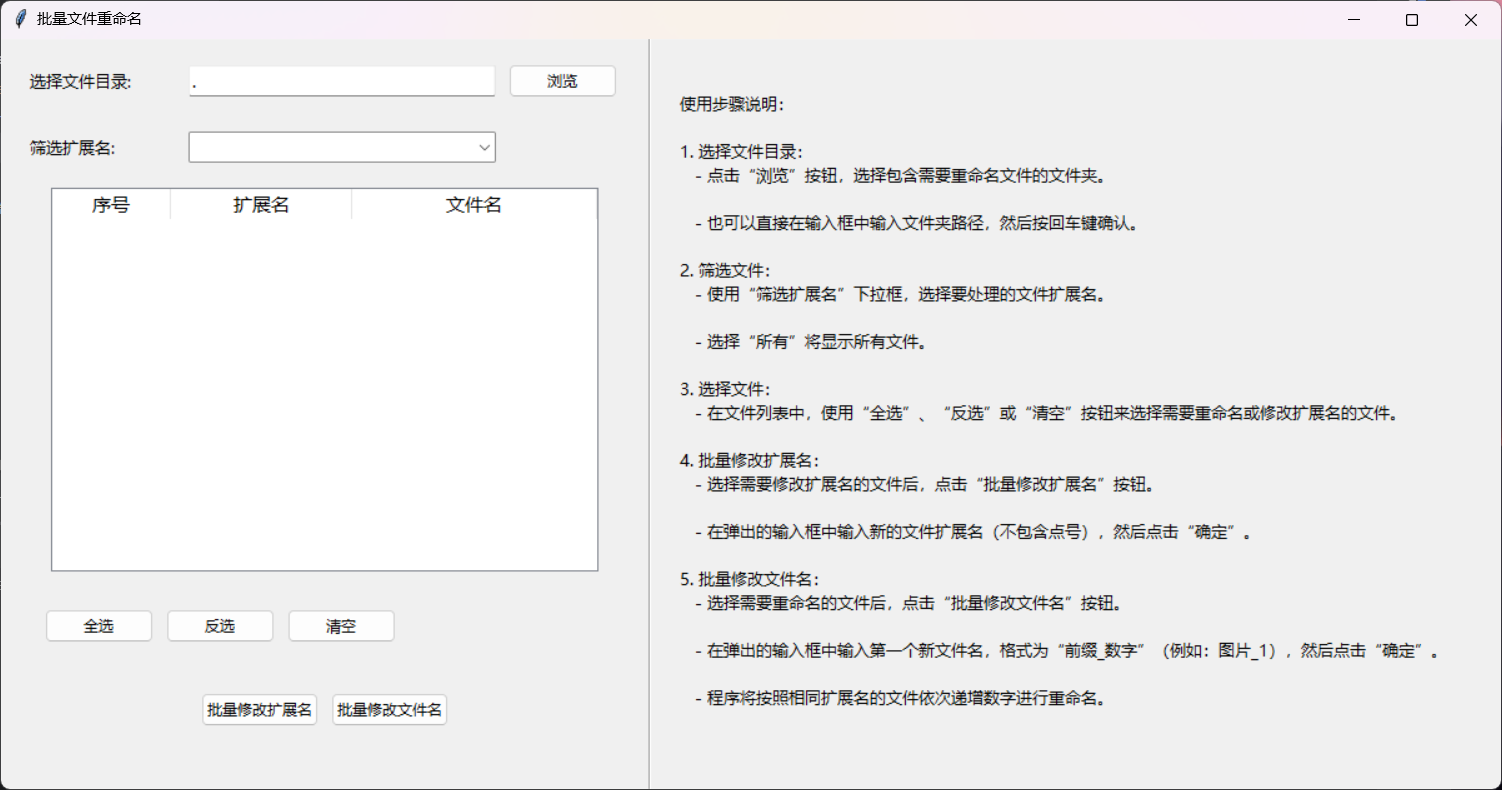 批量文件重命名
选择文件目录:
.
浏览
筛选扩展名:
序号 扩展名 文件名
全选 反选 清空
批量修改扩展名 批量修改文件名
使用步骤说明:
1. 选择文件目录:
- 点击“浏览”按钮，选择包含需要重命名文件的文件夹。
- 也可以直接在输入框中输入文件夹路径，然后按回车键确认。
2. 筛选文件:
- 使用“筛选扩展名”下拉框，选择要处理的文件扩展名。
- 选择“所有”将显示所有文件。
3. 选择文件:
- 在文件列表中，使用“全选”、“反选”或“清空”按钮来选择需要重命名或修改扩展名的文件。
4. 批量修改扩展名:
- 选择需要修改扩展名的文件后，点击“批量修改扩展名”按钮。
- 在弹出的输入框中输入新的文件扩展名（不包含点号），然后点击“确定”。
5. 批量修改文件名:
- 选择需要重命名的文件后，点击“批量修改文件名”按钮。
- 在弹出的输入框中输入第一个新文件名，格式为“前缀_数字”（例如：图片_1），然后点击“确定”。
- 程序将按照相同扩展名的文件依次递增数字进行重命名。